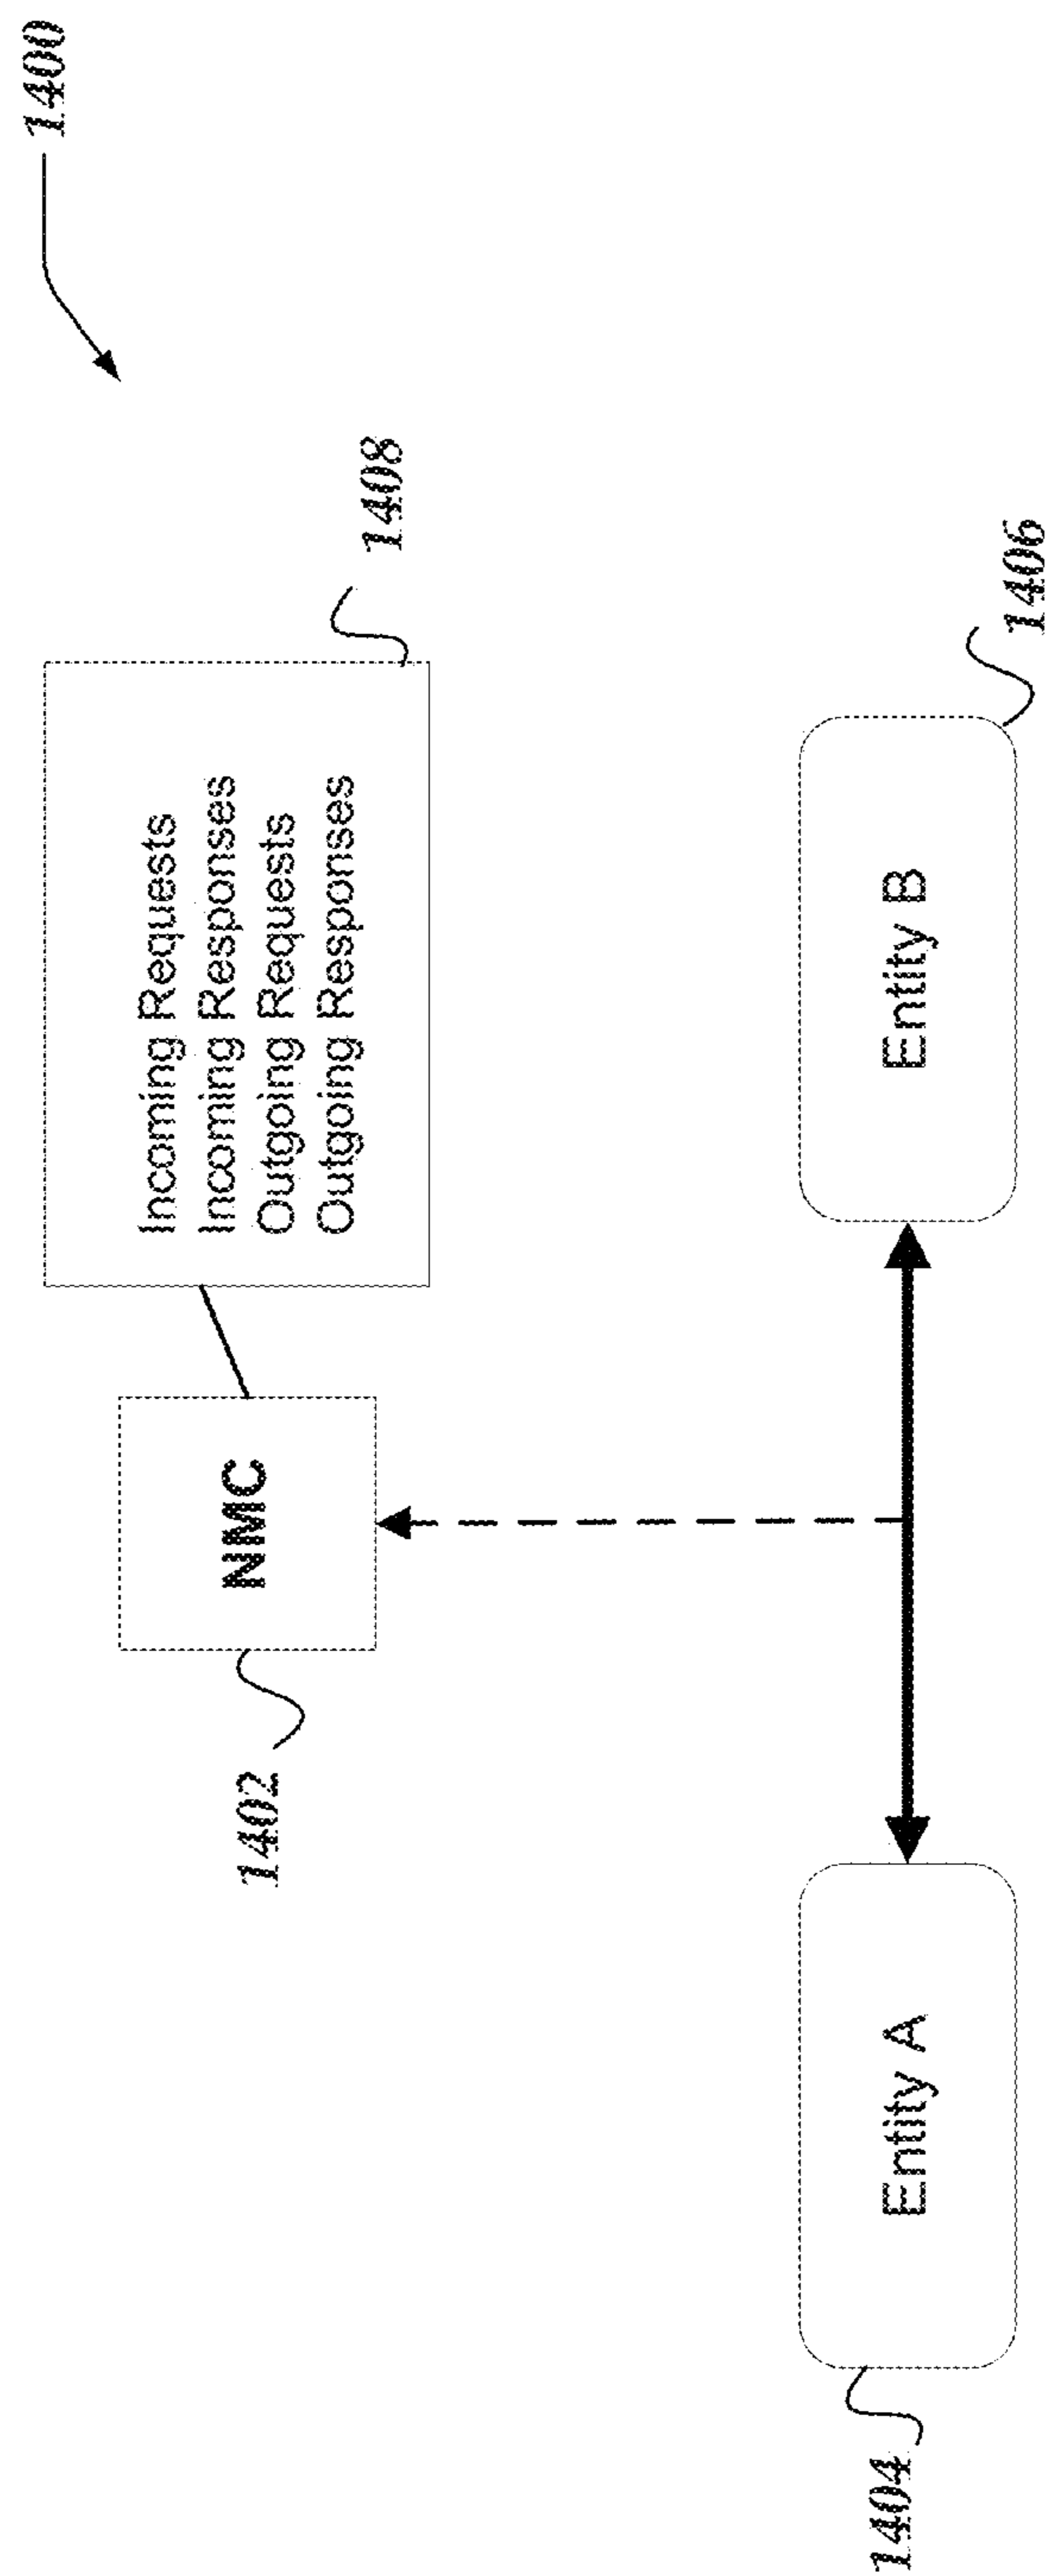 1400
1408
Incoming Requests
Incoming Responses
Outgoing Requests
Outgoing Responses
NMC
1402
1406
Entity B
Entity A
1404